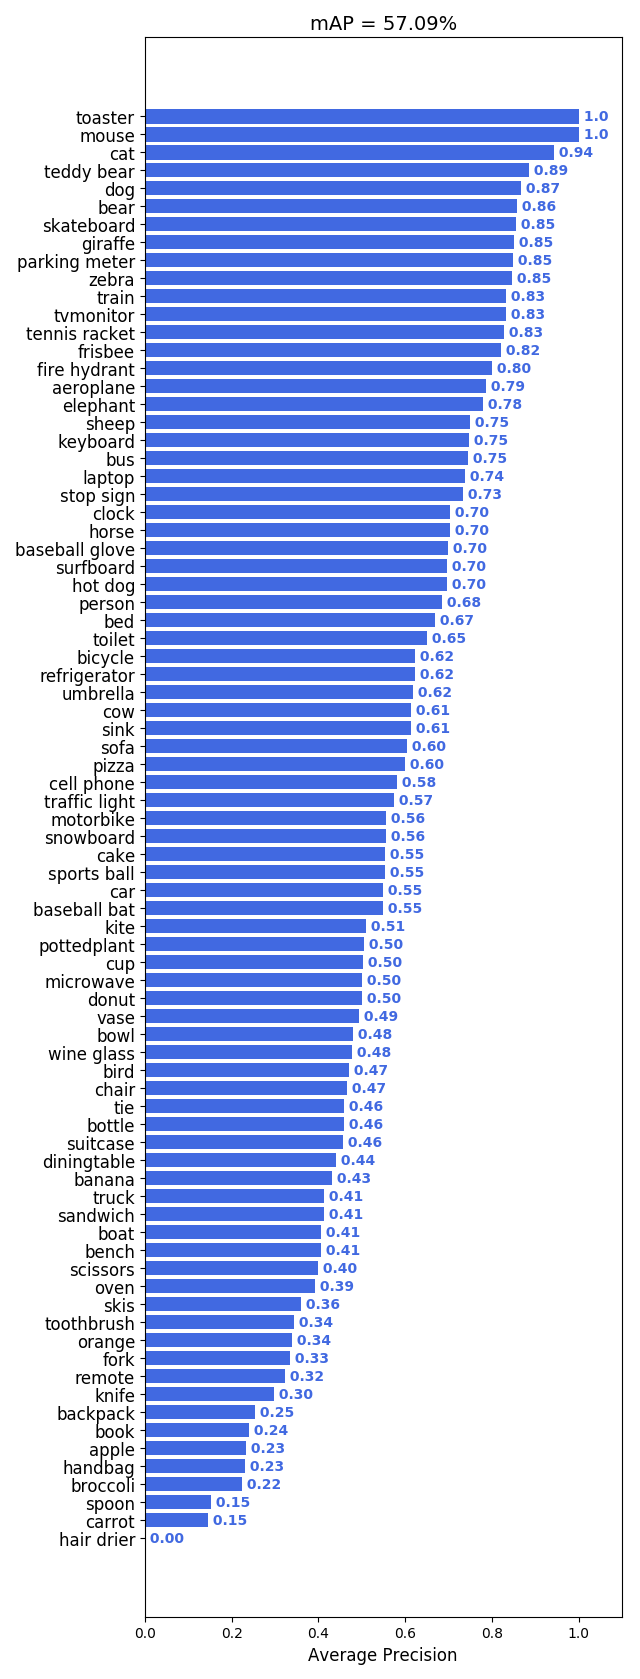 mAP = 57.09%
toaster 1.0
mouse 1.0
cat 0.94
teddy bear 0.89
dog 0.87
bear 0.86
skateboard 0.85
giraffe 0.85
parking meter 0.85
zebra 0.85
train 0.83
tvmonitor 0.83
tennis racket 0.83
frisbee 0.82
fire hydrant 0.80
aeroplane 0.79
elephant 0.78
sheep 0.75
keyboard 0.75
bus 0.75
laptop 0.74
stop sign 0.73
clock 0.70
horse 0.70
baseball glove 0.70
surfboard 0.70
hot dog 0.70
person 0.68
bed 0.67
toilet 0.65
bicycle 0.62
refrigerator 0.62
umbrella 0.62
cow 0.61
sink 0.61
sofa 0.60
pizza 0.60
cell phone 0.58
traffic light 0.57
motorbike 0.56
snowboard 0.56
cake 0.55
sports ball 0.55
car 0.55
baseball bat 0.55
kite 0.51
pottedplant 0.50
cup 0.50
microwave 0.50
donut 0.50
vase 0.49
bowl 0.48
wine glass 0.48
bird 0.47
chair 0.47
tie 0.46
bottle 0.46
suitcase 0.46
diningtable 0.44
banana 0.43
truck 0.41
sandwich 0.41
boat 0.41
bench 0.41
scissors 0.40
oven 0.39
skis 0.36
toothbrush 0.34
orange 0.34
fork 0.33
remote 0.32
knife 0.30
backpack 0.25
book 0.24
apple 0.23
handbag 0.23
broccoli 0.22
spoon 0.15
carrot 0.15
hair drier 0.00
0.0 0.2 0.4 0.6 0.8 1.0
Average Precision